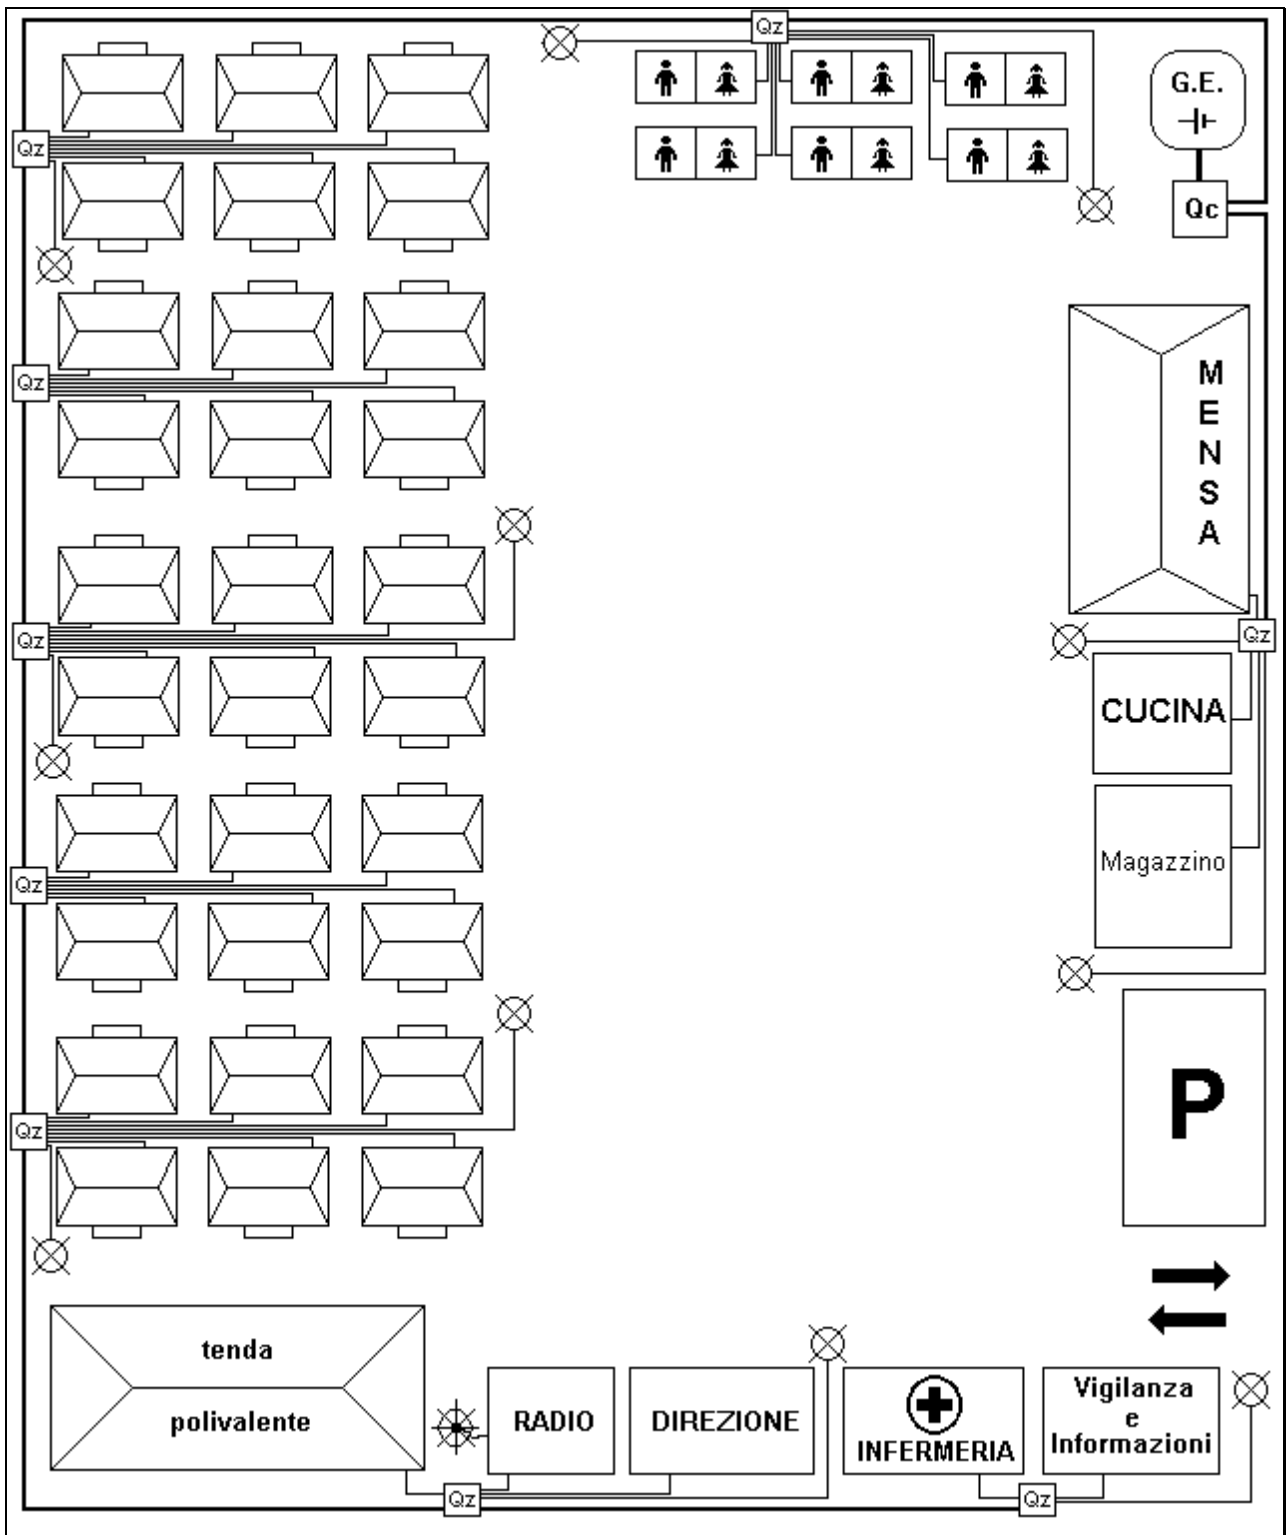 Qz
G.E.
Qz
Qc
Qz
M
E
N
S
A
Qz
Qz
CUCINA
Magazzino
Qz
P
Qz
tenda
polivalente
RADIO
DIREZIONE
INFERMERIA
Vigilanza
e
Informazioni
Qz
Qz